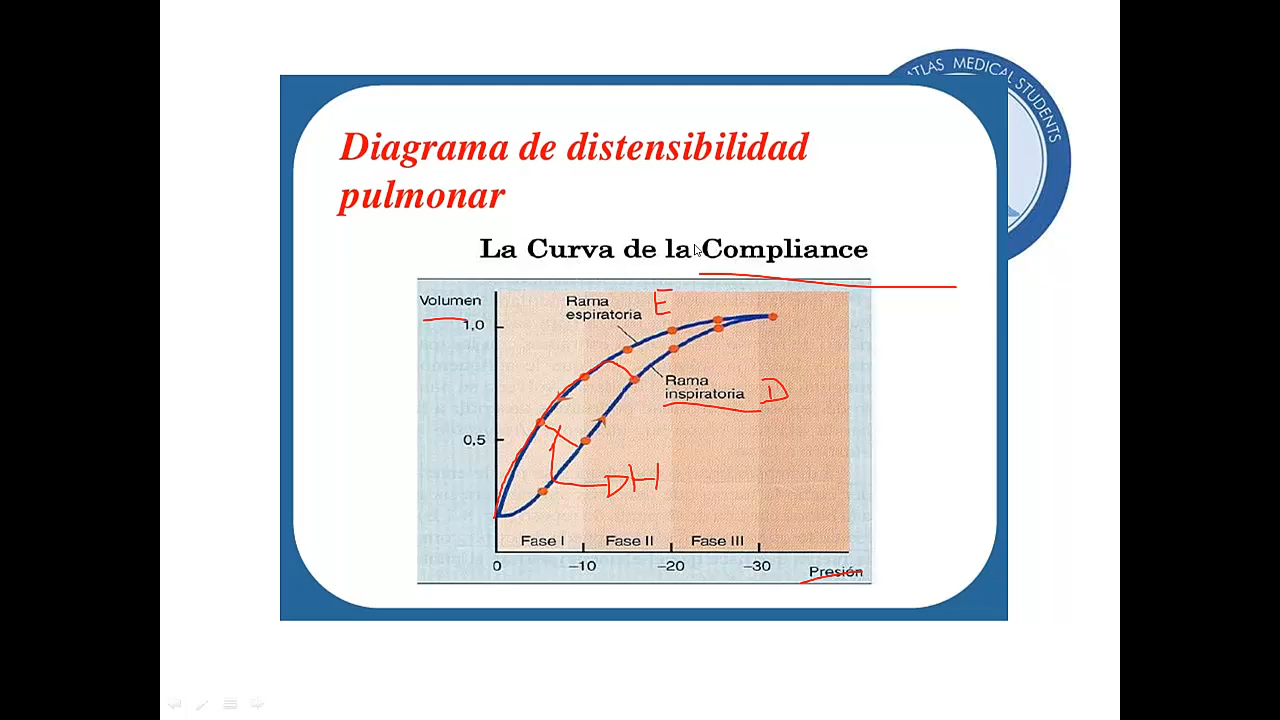 ATLAS MEDICAL STUDENTS
Diagrama de distensibilidad
pulmonar
La Curva de la Compliance
Volumen
Rama
espiratoria
E
1,0
Rama
inspiratoria
D
0,5
DH
Fase I
Fase II
Fase III
0
−10
−20
−30
Presión